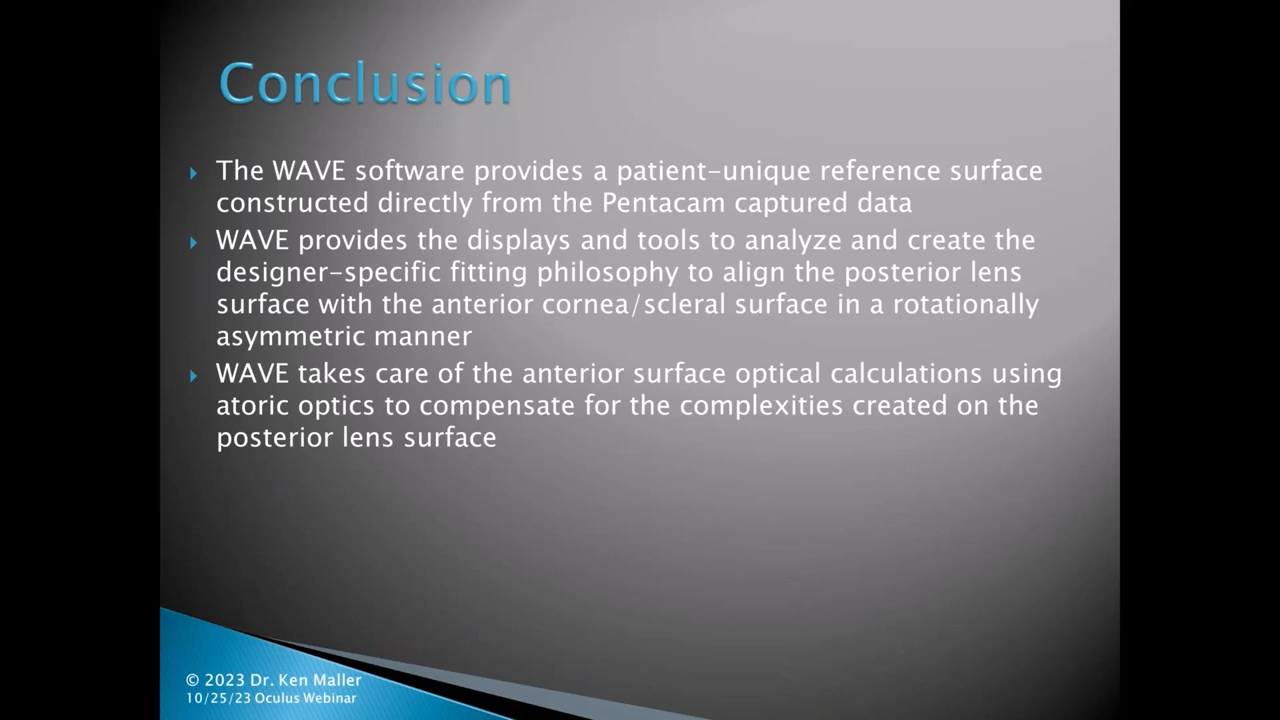 Conclusion
The WAVE software provides a patient-unique reference surface
constructed directly from the Pentacam captured data
WAVE provides the displays and tools to analyze and create the
designer-specific fitting philosophy to align the posterior lens
surface with the anterior cornea/scleral surface in a rotationally
asymmetric manner
WAVE takes care of the anterior surface optical calculations using
atoric optics to compensate for the complexities created on the
posterior lens surface
© 2023 Dr. Ken Maller
10/25/23 Oculus Webinar